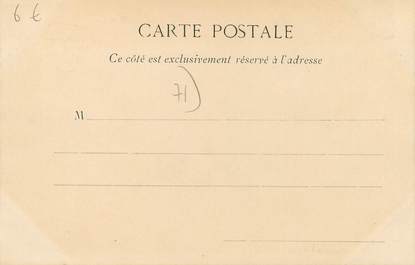 6 €
CARTE POSTALE
Ce côté est exclusivement réservé à l'adresse
71)
M